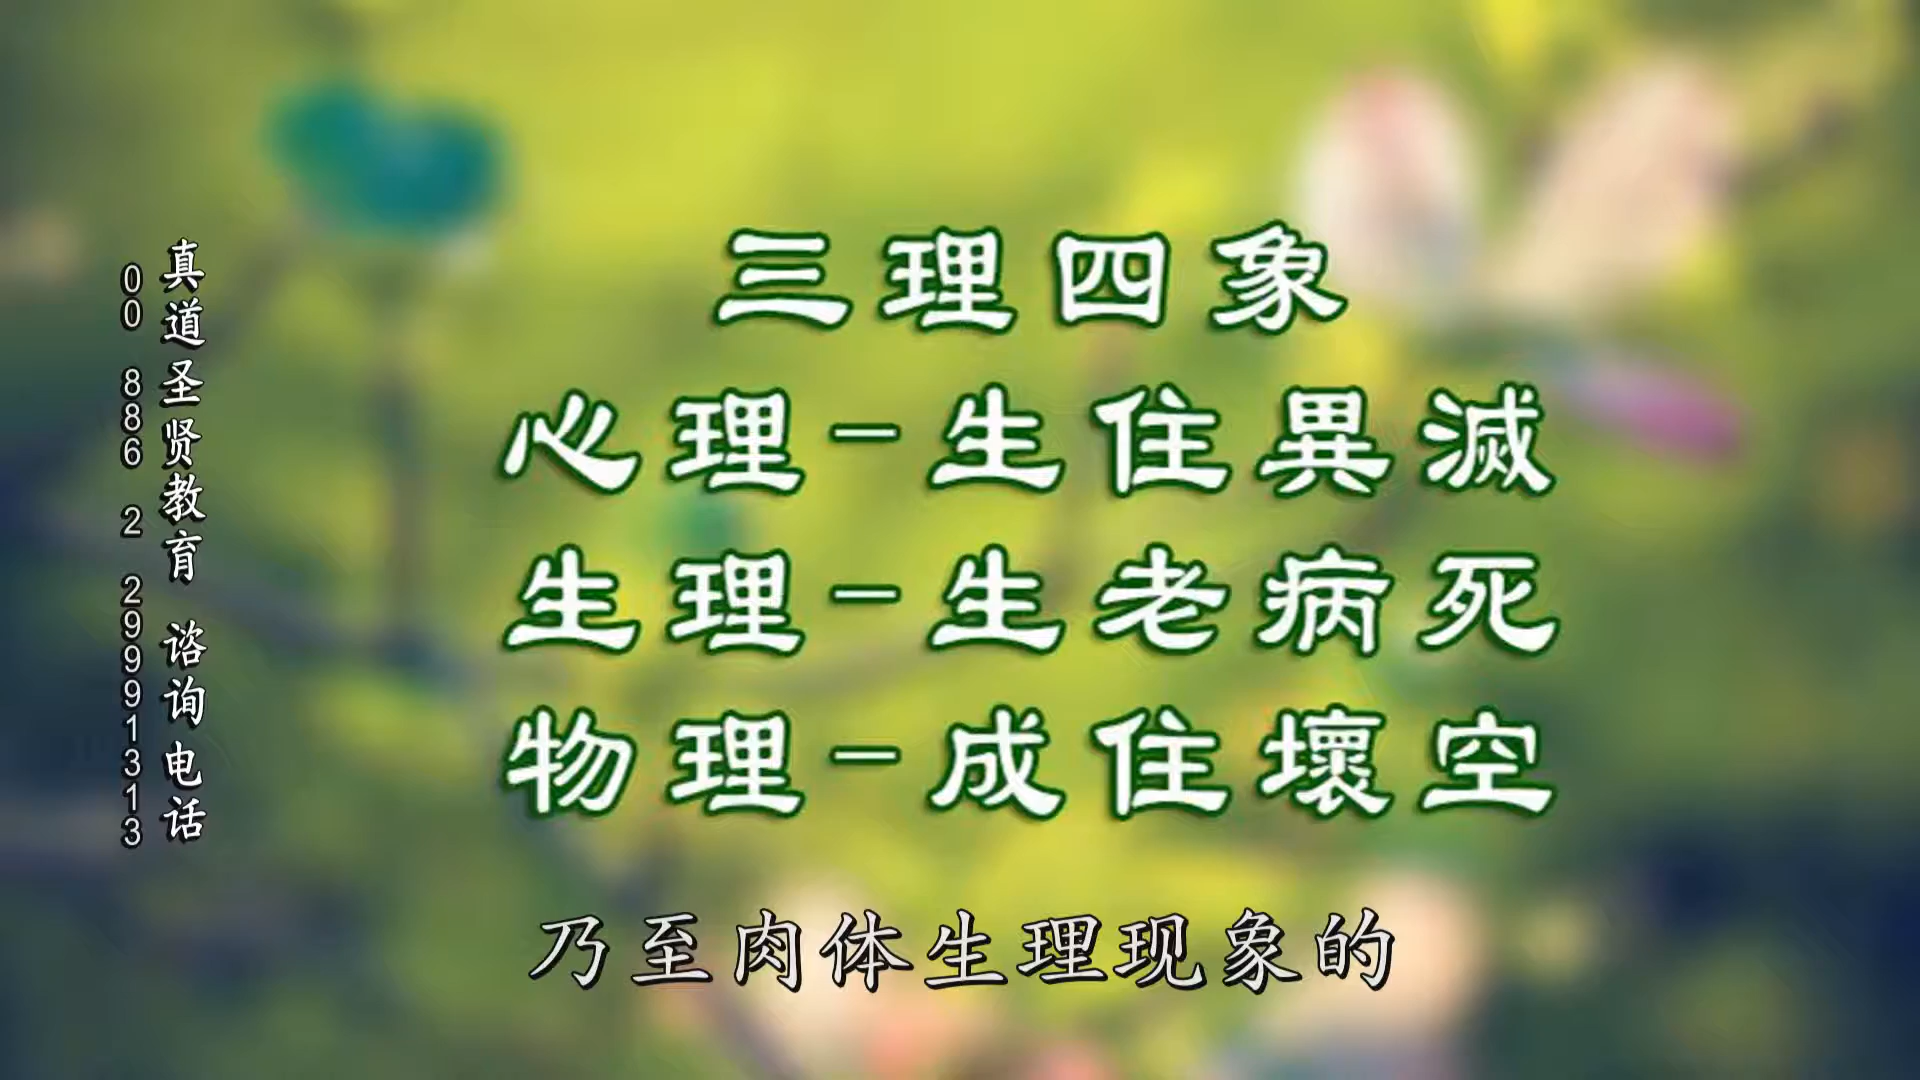 三理四象
心理-生住異滅
生理-生老病死
物理-成住壞空
真道圣贤教育 谘询电话
00 886 2 29991313
乃至肉体生理现象的